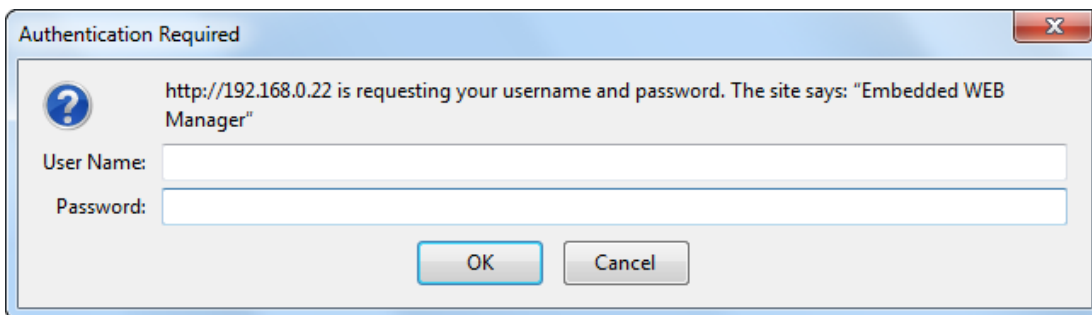 Authentication Required
http://192.168.0.22 is requesting your username and password. The site says: “Embedded WEB
Manager“
User Name:
Password:
OK Cancel